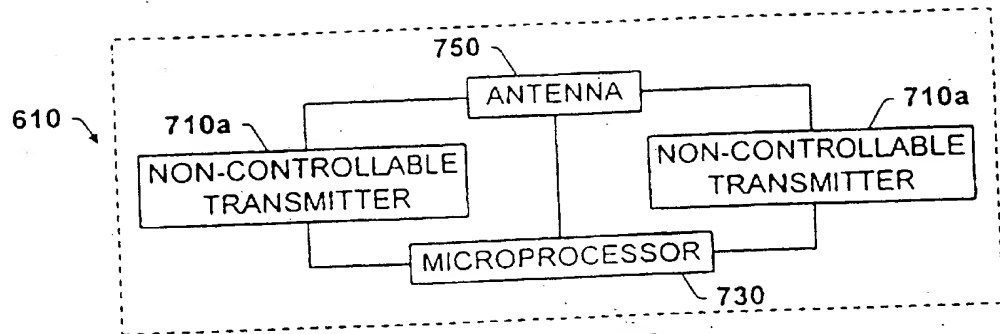 750
ANTENNA
610
710a
710a
NON-CONTROLLABLE
TRANSMITTER
NON-CONTROLLABLE
TRANSMITTER
MICROPROCESSOR
730